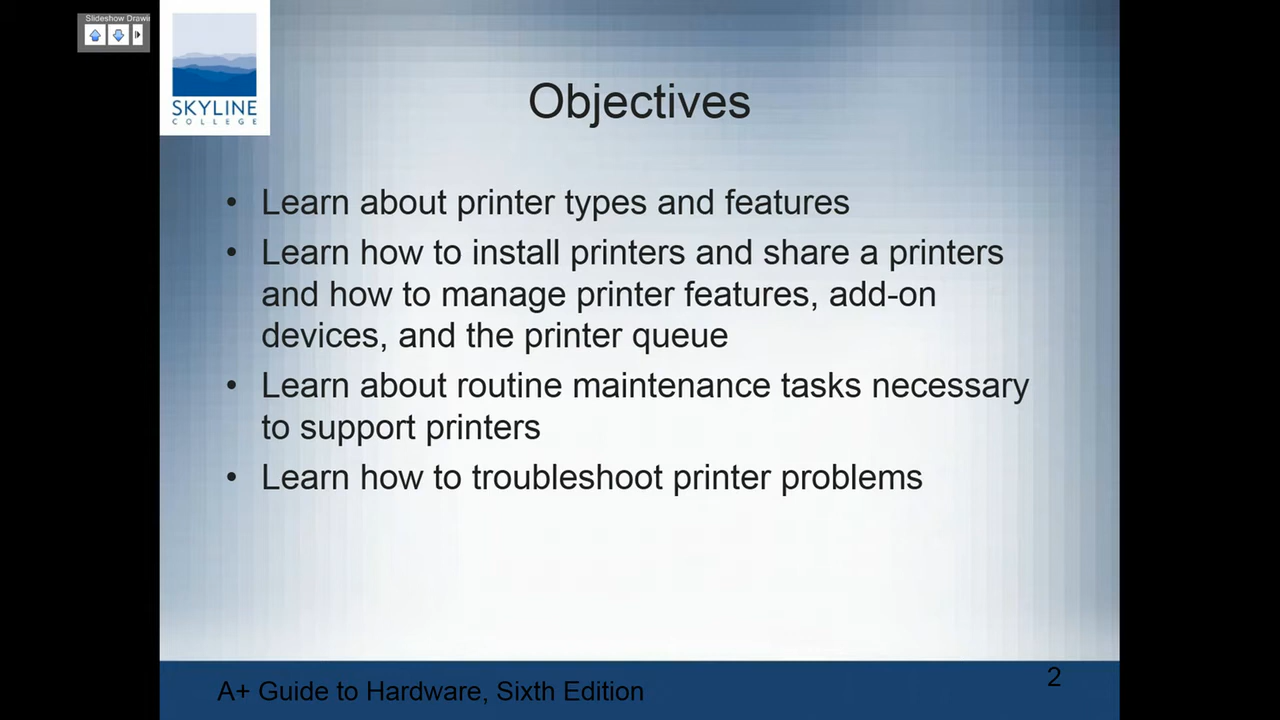 Slideshow Drawi
SKYLINE
COLLEGE
Objectives
• Learn about printer types and features
• Learn how to install printers and share a printers
and how to manage printer features, add-on
devices, and the printer queue
• Learn about routine maintenance tasks necessary
to support printers
• Learn how to troubleshoot printer problems
2
A+ Guide to Hardware, Sixth Edition